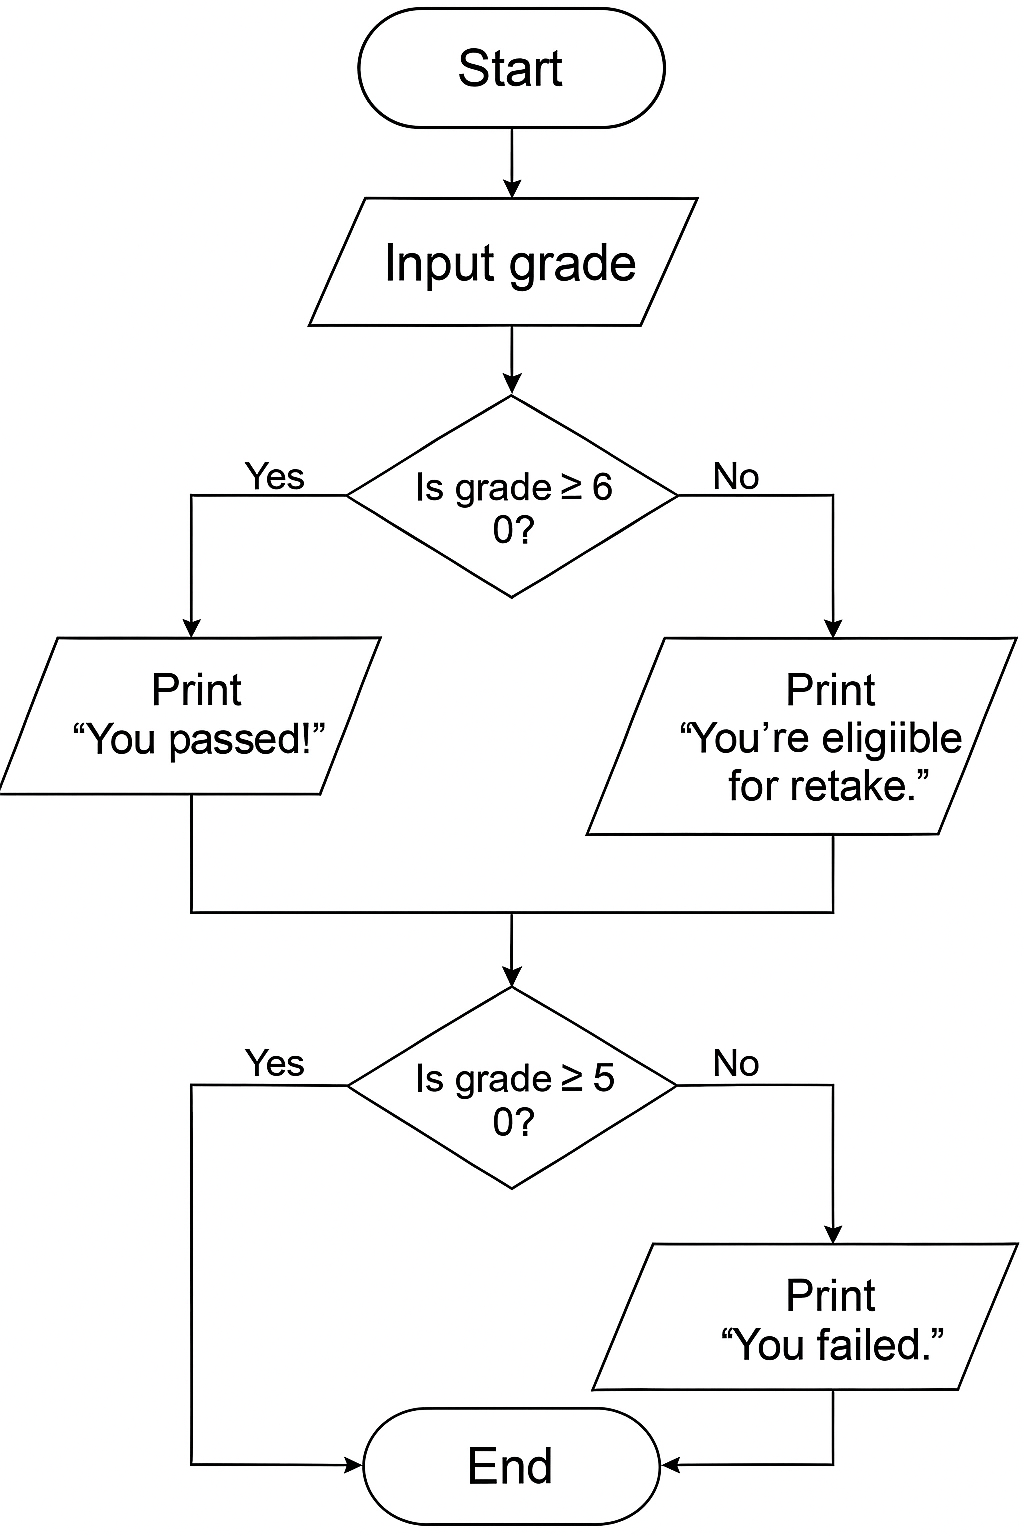 Start
Input grade
Is grade ≥ 6
0?
Yes
No
Print
“You passed!”
Print
“You’re eligiible
for retake.”
Is grade ≥ 5
0?
Yes
No
Print
“You failed.”
End